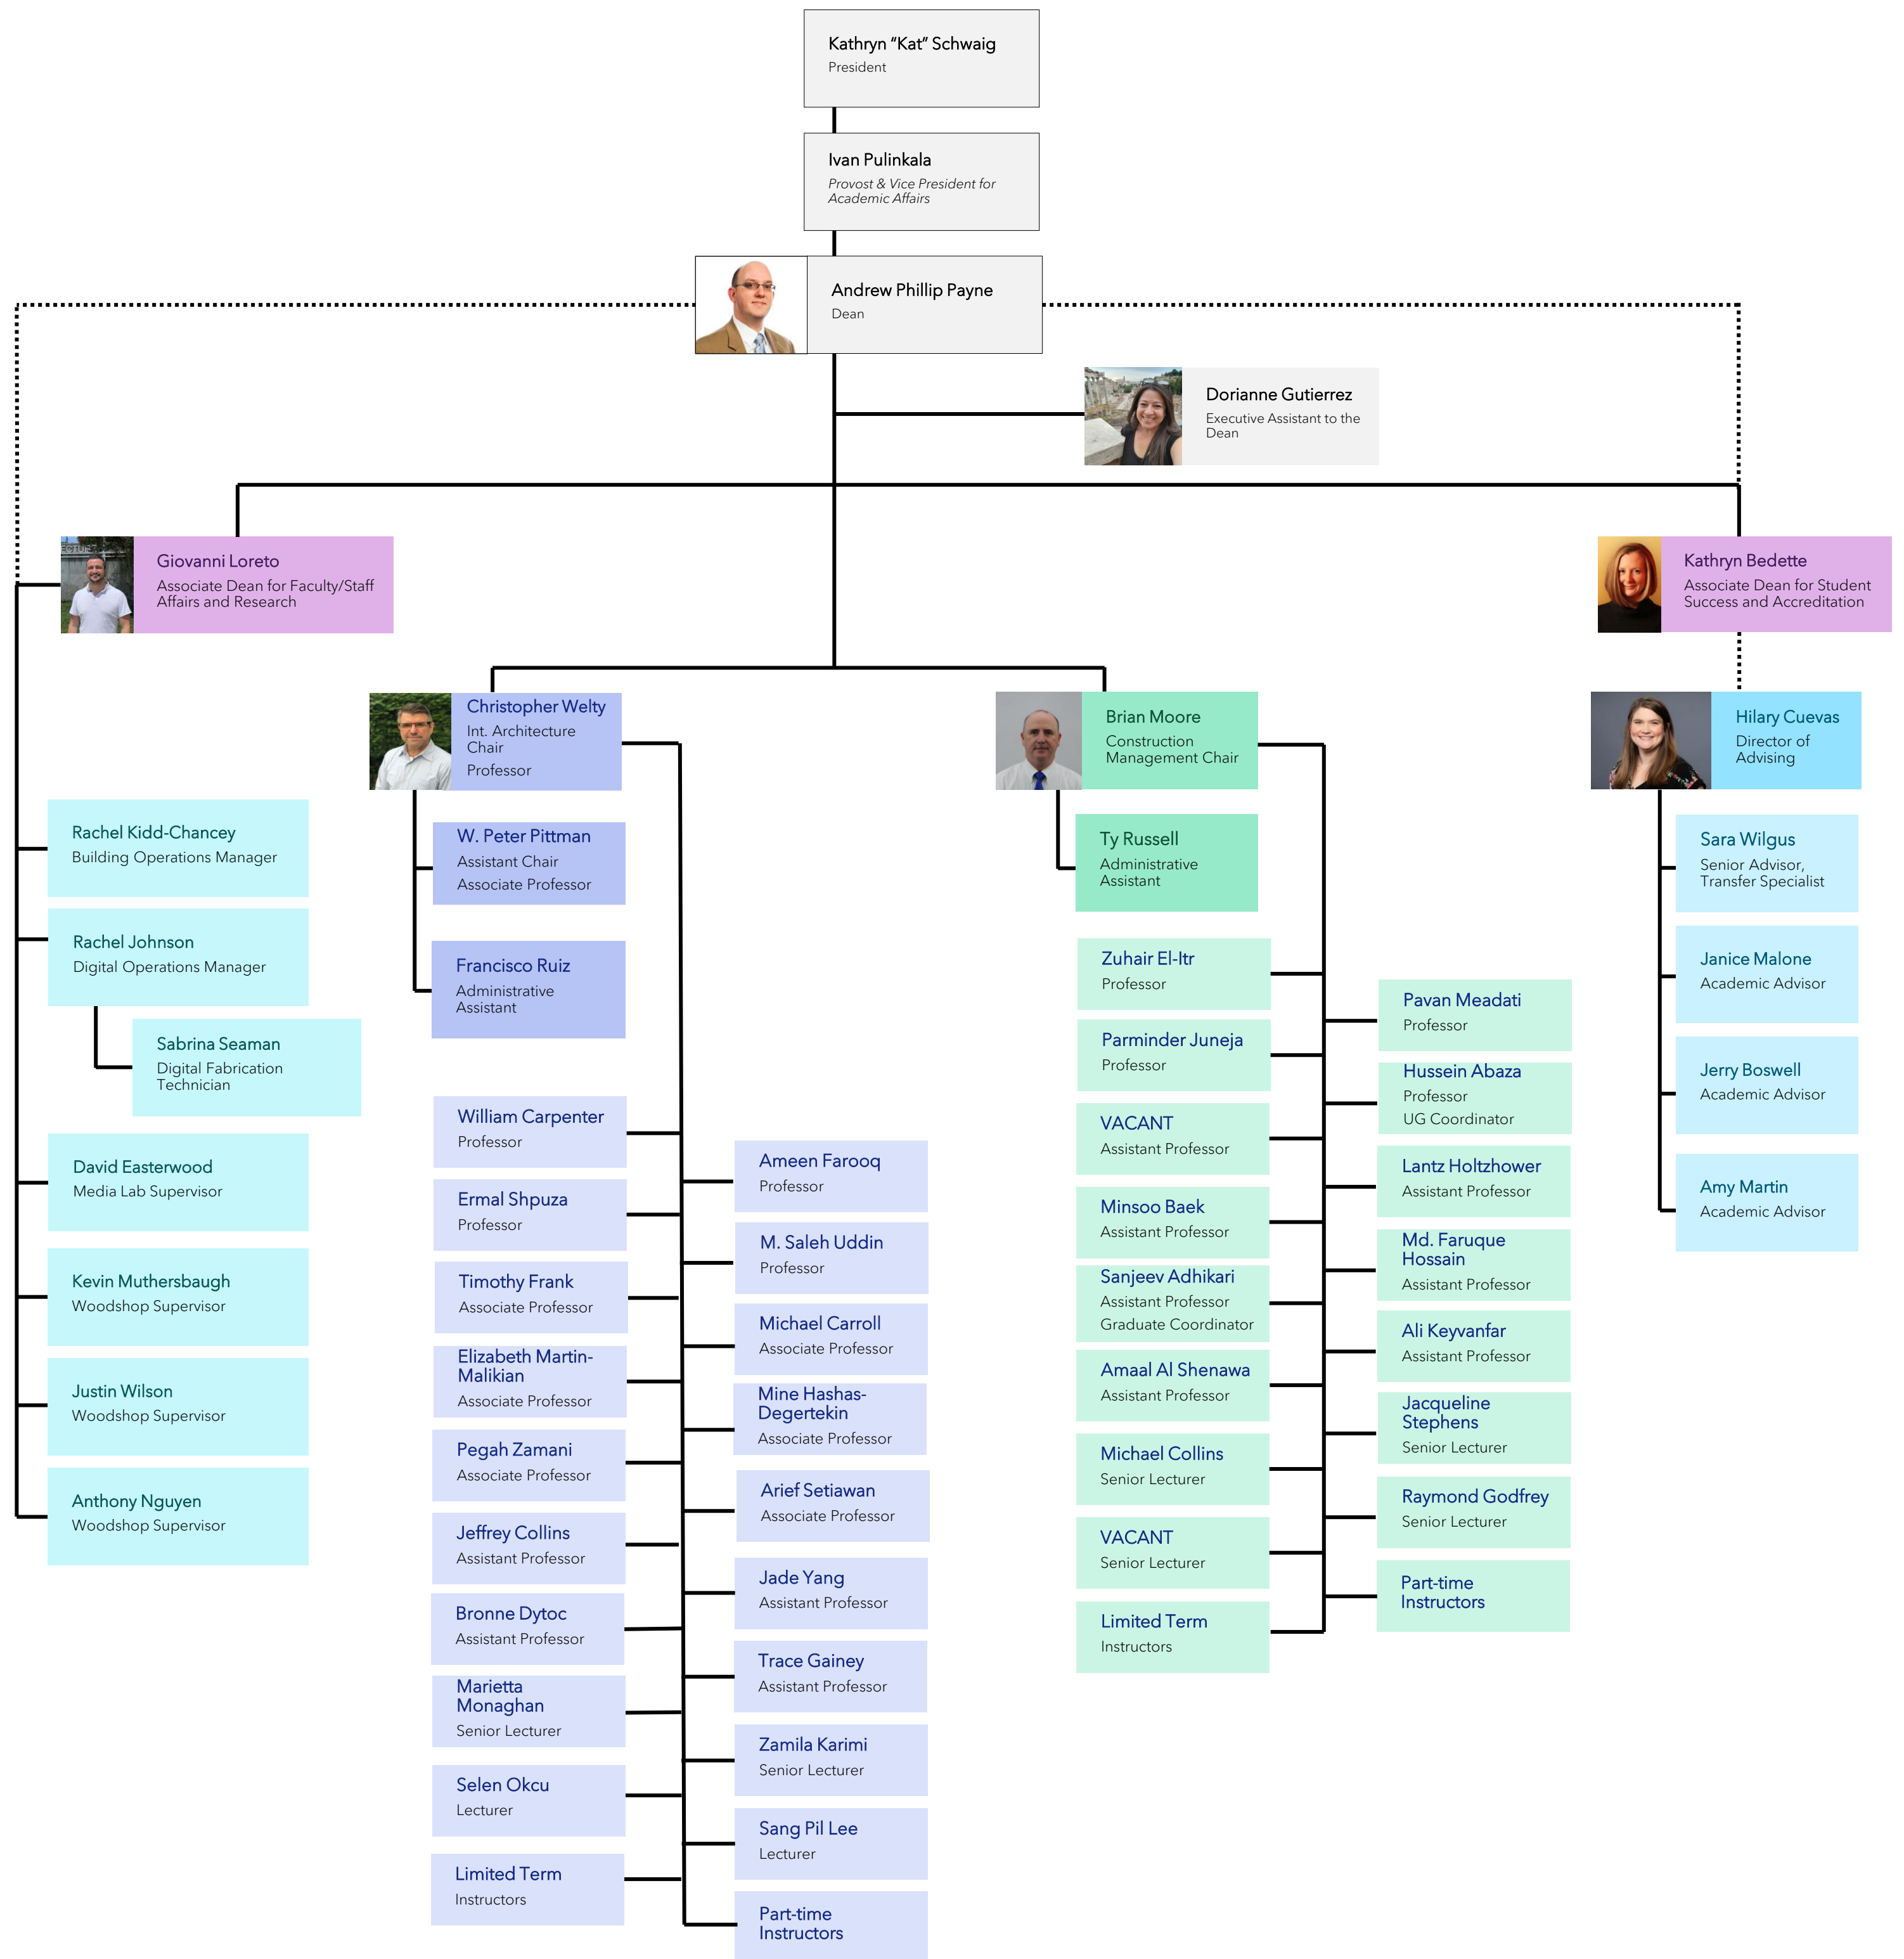 Kathryn “Kat” Schwaig
President
Ivan Pulinkala
Provost & Vice President for
Academic Affairs
Andrew Phillip Payne
Dean
Dorianne Gutierrez
Executive Assistant to the
Dean
Giovanni Loreto
Associate Dean for Faculty/Staff
Affairs and Research
Kathryn Bedette
Associate Dean for Student
Success and Accreditation
Rachel Kidd-Chancey
Building Operations Manager
Rachel Johnson
Digital Operations Manager
Sabrina Seaman
Digital Fabrication
Technician
David Easterwood
Media Lab Supervisor
Kevin Muthersbaugh
Woodshop Supervisor
Justin Wilson
Woodshop Supervisor
Anthony Nguyen
Woodshop Supervisor
Christopher Welty
Int. Architecture
Chair
Professor
W. Peter Pittman
Assistant Chair
Associate Professor
Francisco Ruiz
Administrative
Assistant
William Carpenter
Professor
Ermal Shpuza
Professor
Timothy Frank
Associate Professor
Elizabeth Martin-
Malikian
Associate Professor
Pegah Zamani
Associate Professor
Jeffrey Collins
Assistant Professor
Bronne Dytoc
Assistant Professor
Marietta
Monaghan
Senior Lecturer
Selen Okcu
Lecturer
Limited Term
Instructors
Ameen Farooq
Professor
M. Saleh Uddin
Professor
Michael Carroll
Associate Professor
Mine Hashas-
Degertekin
Associate Professor
Arief Setiawan
Associate Professor
Jade Yang
Assistant Professor
Trace Gainey
Assistant Professor
Zamila Karimi
Senior Lecturer
Sang Pil Lee
Lecturer
Part-time
Instructors
Brian Moore
Construction
Management Chair
Ty Russell
Administrative
Assistant
Zuhair El-Itr
Professor
Parminder Juneja
Professor
VACANT
Assistant Professor
Minsoo Baek
Assistant Professor
Sanjeev Adhikari
Assistant Professor
Graduate Coordinator
Amaal Al Shenawa
Assistant Professor
Michael Collins
Senior Lecturer
VACANT
Senior Lecturer
Limited Term
Instructors
Pavan Meadati
Professor
Hussein Abaza
Professor
UG Coordinator
Lantz Holtzhower
Assistant Professor
Md. Faruque
Hossain
Assistant Professor
Ali Keyvanfar
Assistant Professor
Jacqueline
Stephens
Senior Lecturer
Raymond Godfrey
Senior Lecturer
Part-time
Instructors
Hilary Cuevas
Director of
Advising
Sara Wilgus
Senior Advisor,
Transfer Specialist
Janice Malone
Academic Advisor
Jerry Boswell
Academic Advisor
Amy Martin
Academic Advisor